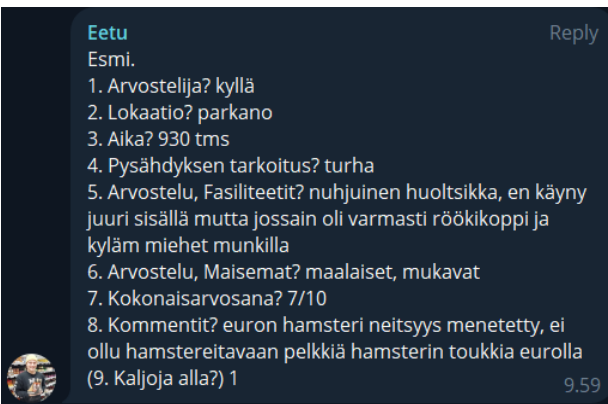 Eetu Reply
Esmi.
1. Arvostelija? kyllä
2. Lokaatio? parkano
3. Aika? 930 tms
4. Pysähdyksen tarkoitus? turha
5. Arvostelu, Fasiliteetit? nuhjuinen huoltsikka, en käyny
juuri sisällä mutta jossain oli varmasti röökikoppi ja
kyläm miehet munkilla
6. Arvostelu, Maisemat? maalaiset, mukavat
7. Kokonaisarvosana? 7/10
8. Kommentit? euron hamsteri neitsyys menetetty, ei
ollu hamstereitavaan pelkkiä hamsterin toukkia eurolla
(9. Kaljoja alla?) 1
9.59